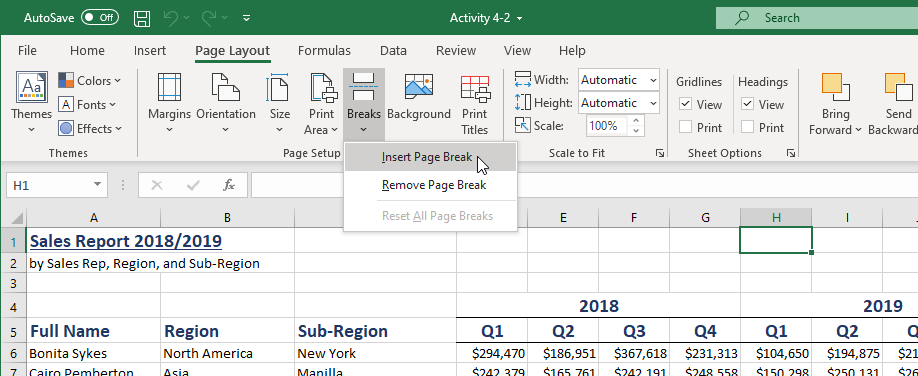 AutoSave Off Activity 4-2 Search
File Home Insert Page Layout Formulas Data Review View Help
Themes Colors Fonts Effects
Margins Orientation Size Print Area Breaks Background Print Titles
Width: Automatic
Height: Automatic
Scale: 100%
Gridlines Headings
View View
Print Print
Bring Forward Send Backward
Themes Page Setup Scale to Fit Sheet Options
Insert Page Break
Remove Page Break
Reset All Page Breaks
H1 fx
A B E F G H I
1 Sales Report 2018/2019
2 by Sales Rep, Region, and Sub-Region
3
4 2018 2019
5 Full Name Region Sub-Region Q1 Q2 Q3 Q4 Q1 Q2
6 Bonita Sykes North America New York $294,470 $186,951 $367,618 $231,313 $104,650 $194,875
7 Cairo Pemberton Asia Manilla $242,379 $165,761 $242,191 $248,558 $150,298 $250,131